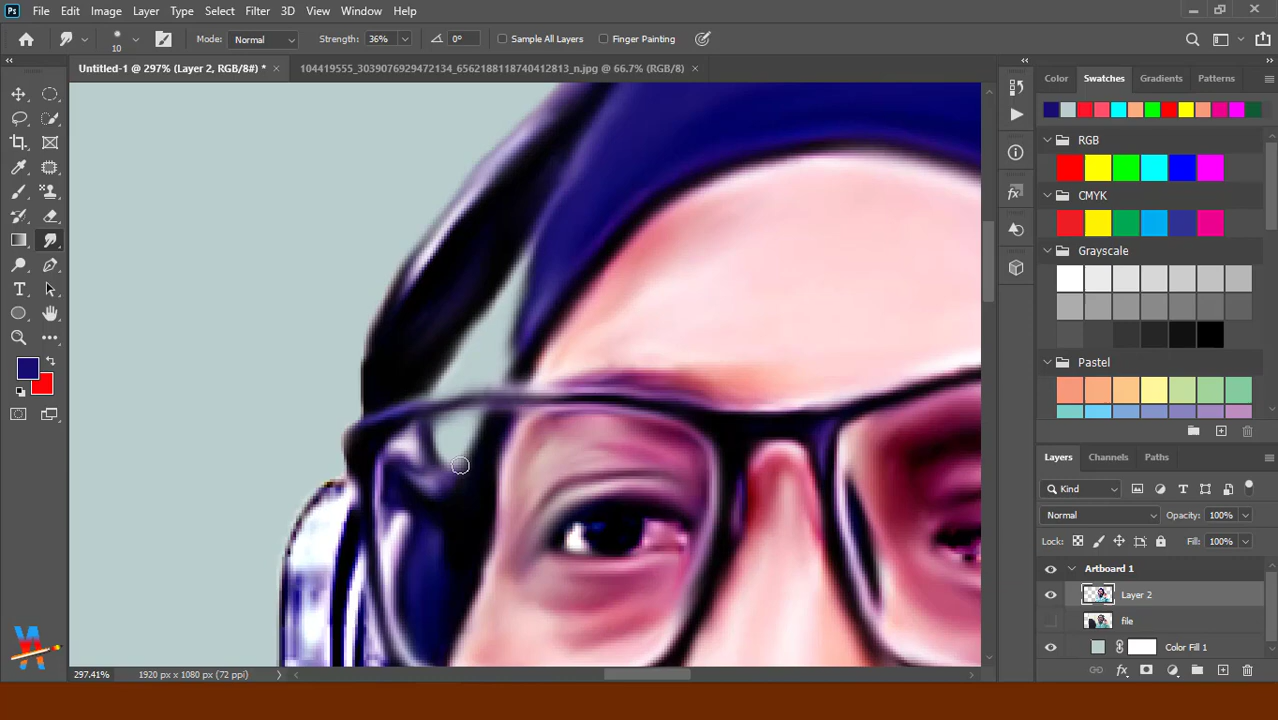 Ps File Edit Image Layer Type Select Filter 3D View Window Help
10 Mode: Normal Strength: 36% 0° Sample All Layers Finger Painting
Untitled-1 @ 297% (Layer 2, RGB/8#) * × 104419555_3039076929472134_6562188118740412813_n.jpg @ 66.7% (RGB/8) ×
Color Swatches Gradients Patterns
RGB
CMYK
Grayscale
Pastel
Layers Channels Paths
Kind
Normal Opacity: 100%
Lock: Fill: 100%
Artboard 1
Layer 2
file
Color Fill 1
297.41% 1920 px x 1080 px (72 ppi)